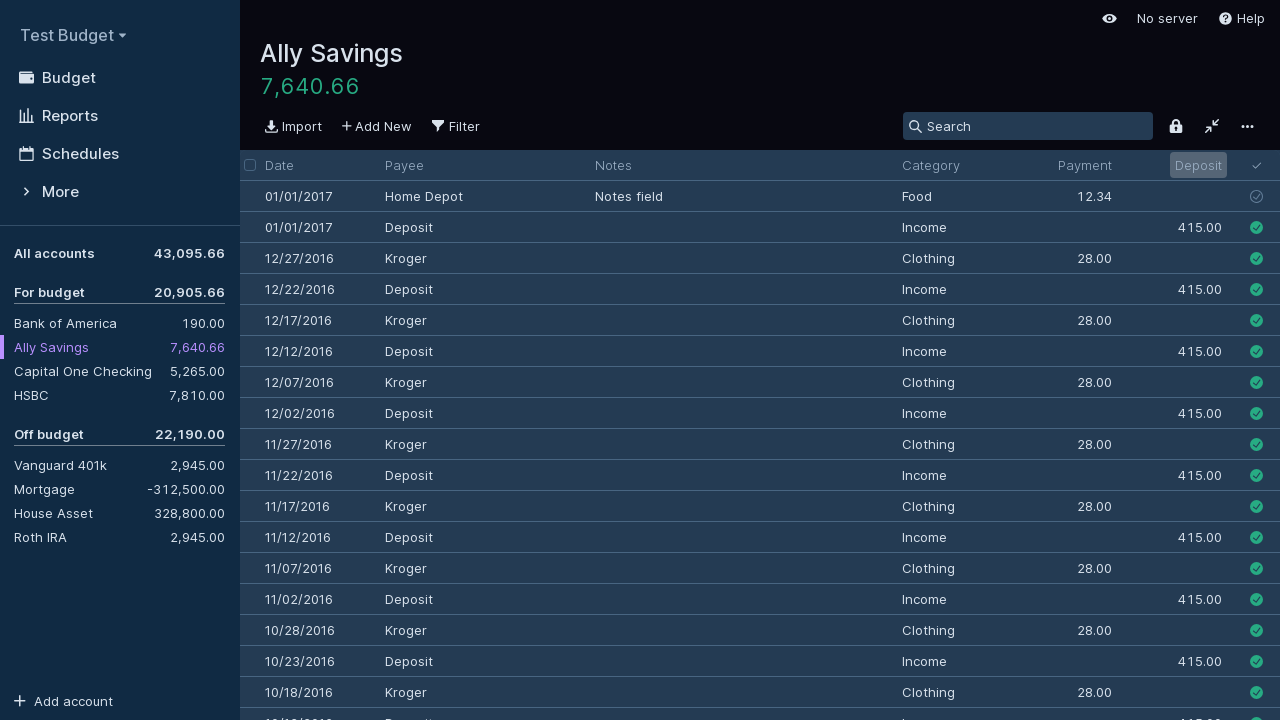 Test Budget
Budget
Reports
Schedules
More
All accounts 43,095.66
For budget 20,905.66
Bank of America 190.00
Ally Savings 7,640.66
Capital One Checking 5,265.00
HSBC 7,810.00
Off budget 22,190.00
Vanguard 401k 2,945.00
Mortgage -312,500.00
House Asset 328,800.00
Roth IRA 2,945.00
Add account
No server Help
Ally Savings
7,640.66
Import Add New Filter Search
Date Payee Notes Category Payment Deposit
01/01/2017 Home Depot Notes field Food 12.34
01/01/2017 Deposit Income 415.00
12/27/2016 Kroger Clothing 28.00
12/22/2016 Deposit Income 415.00
12/17/2016 Kroger Clothing 28.00
12/12/2016 Deposit Income 415.00
12/07/2016 Kroger Clothing 28.00
12/02/2016 Deposit Income 415.00
11/27/2016 Kroger Clothing 28.00
11/22/2016 Deposit Income 415.00
11/17/2016 Kroger Clothing 28.00
11/12/2016 Deposit Income 415.00
11/07/2016 Kroger Clothing 28.00
11/02/2016 Deposit Income 415.00
10/28/2016 Kroger Clothing 28.00
10/23/2016 Deposit Income 415.00
10/18/2016 Kroger Clothing 28.00